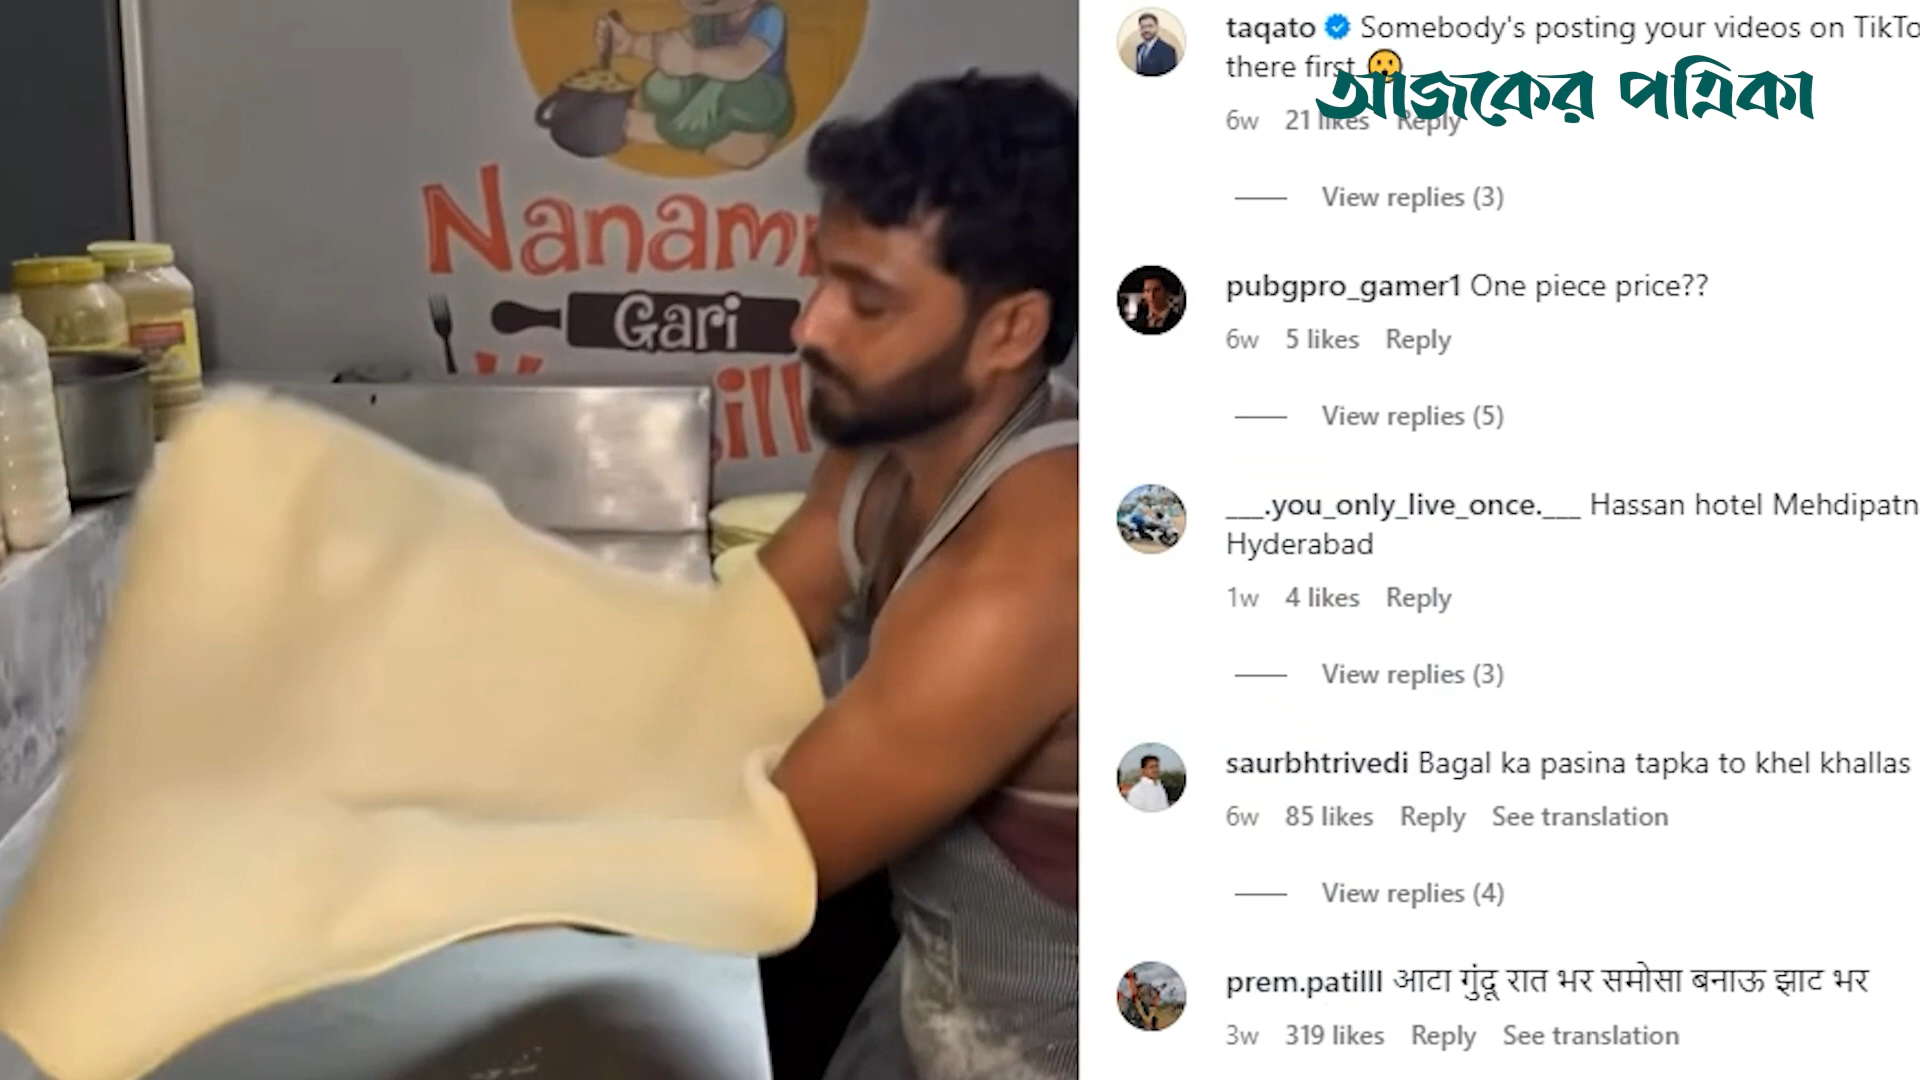 Nanam
Gari
taqato Somebody's posting your videos on TikTo
there first
আজকের পত্রিকা
6w 21 likes Reply
View replies (3)
pubgpro_gamer1 One piece price??
6w 5 likes Reply
View replies (5)
___.you_only_live_once.___ Hassan hotel Mehdipatn
Hyderabad
1w 4 likes Reply
View replies (3)
saurbhtrivedi Bagal ka pasina tapka to khel khallas
6w 85 likes Reply See translation
View replies (4)
prem.patilll आटा गुंदू रात भर समोसा बनाऊ झाट भर
3w 319 likes Reply See translation